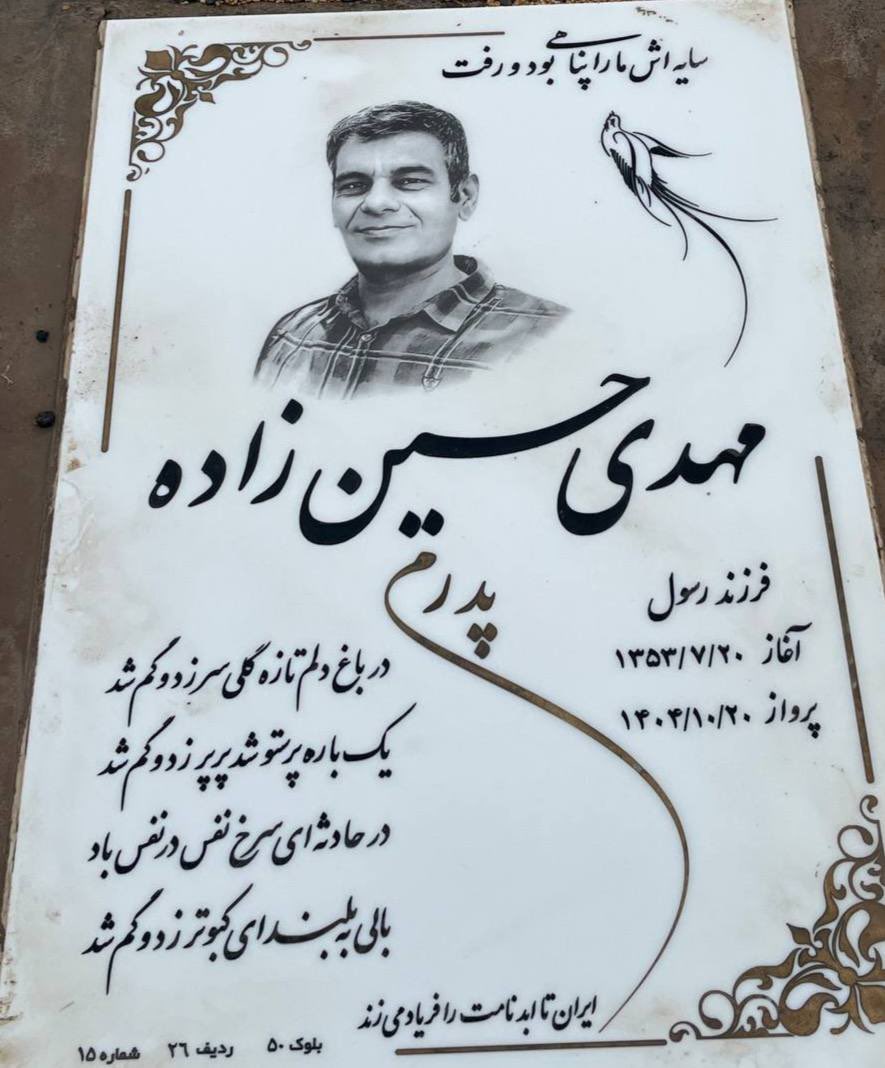 سایه اش ما را پناهی بود و رفت
مهدی حسین زاده
پدرم
فرزند رسول
آغاز ۱۳۵۳/۷/۲۰
پرواز ۱۴۰۴/۱۰/۲۰
در باغ دلم تازه گلی سر زد و گم شد
یک باره پرستو شد پرپر زد و گم شد
در حادثه ای سرخ نفس در نفس باد
بالی به بلندای کبوتر زد و گم شد
ایران تا ابد نامت را فریاد می زند
بلوک ۵۰ ردیف ۲۶ شماره ۱۵